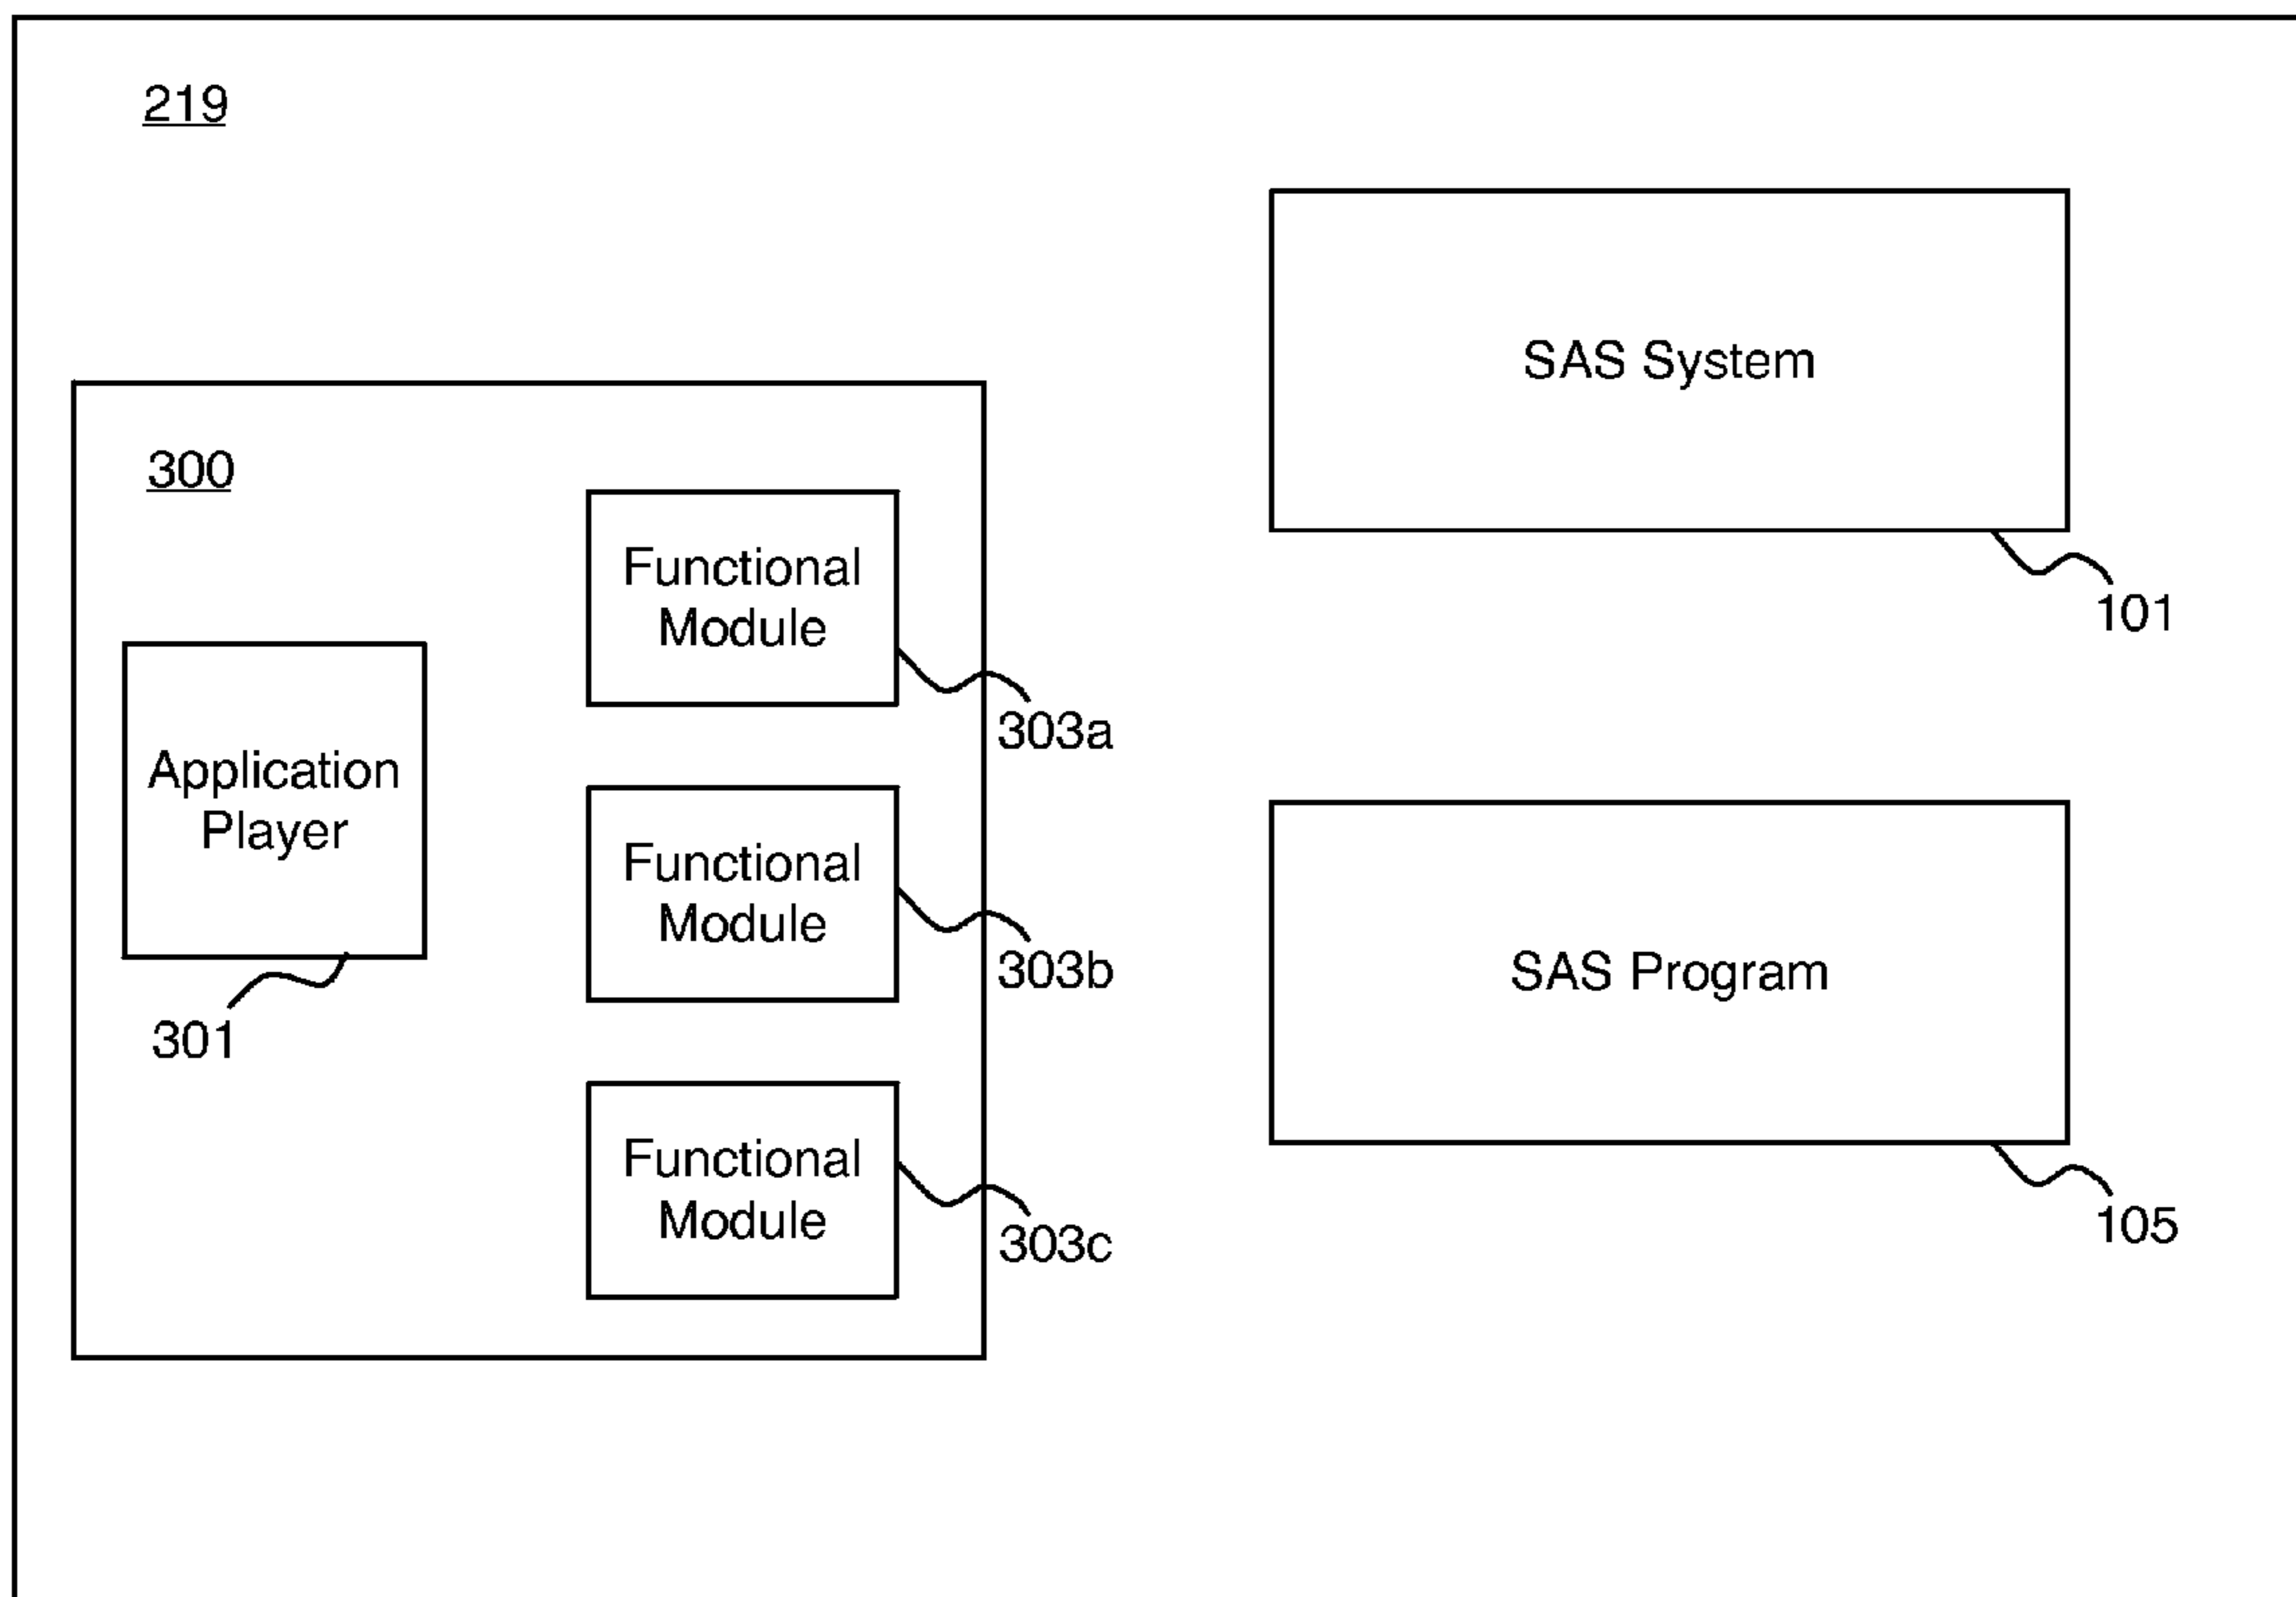 219
SAS System
101
300
Functional
Module
303a
Application
Player
301
Functional
Module
303b
Functional
Module
303c
SAS Program
105